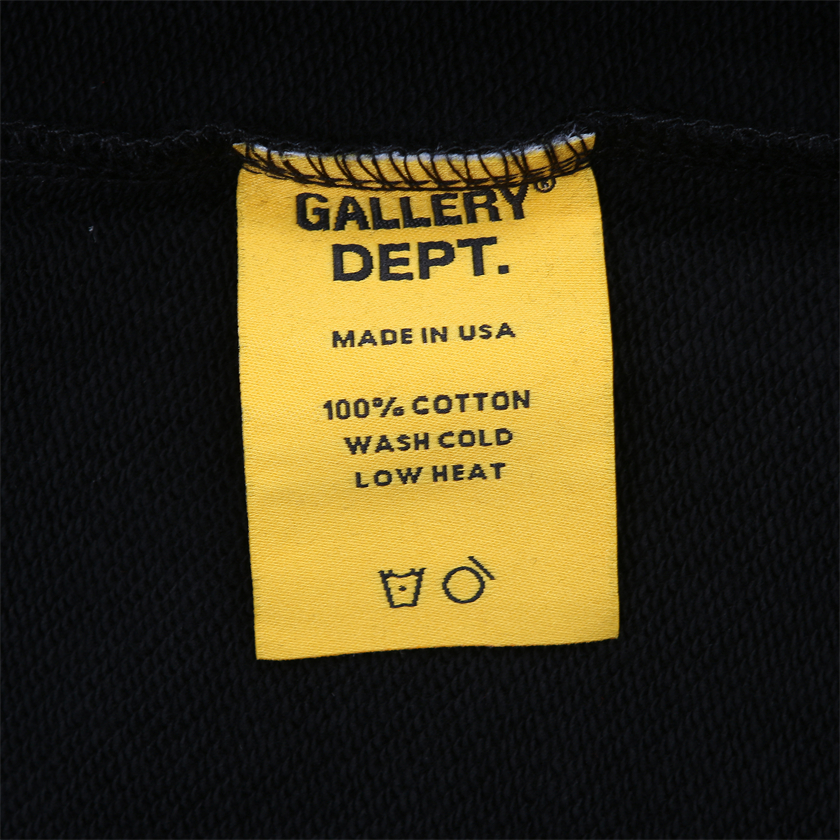 GALLERY®
DEPT.
MADE IN USA
100% COTTON
WASH COLD
LOW HEAT